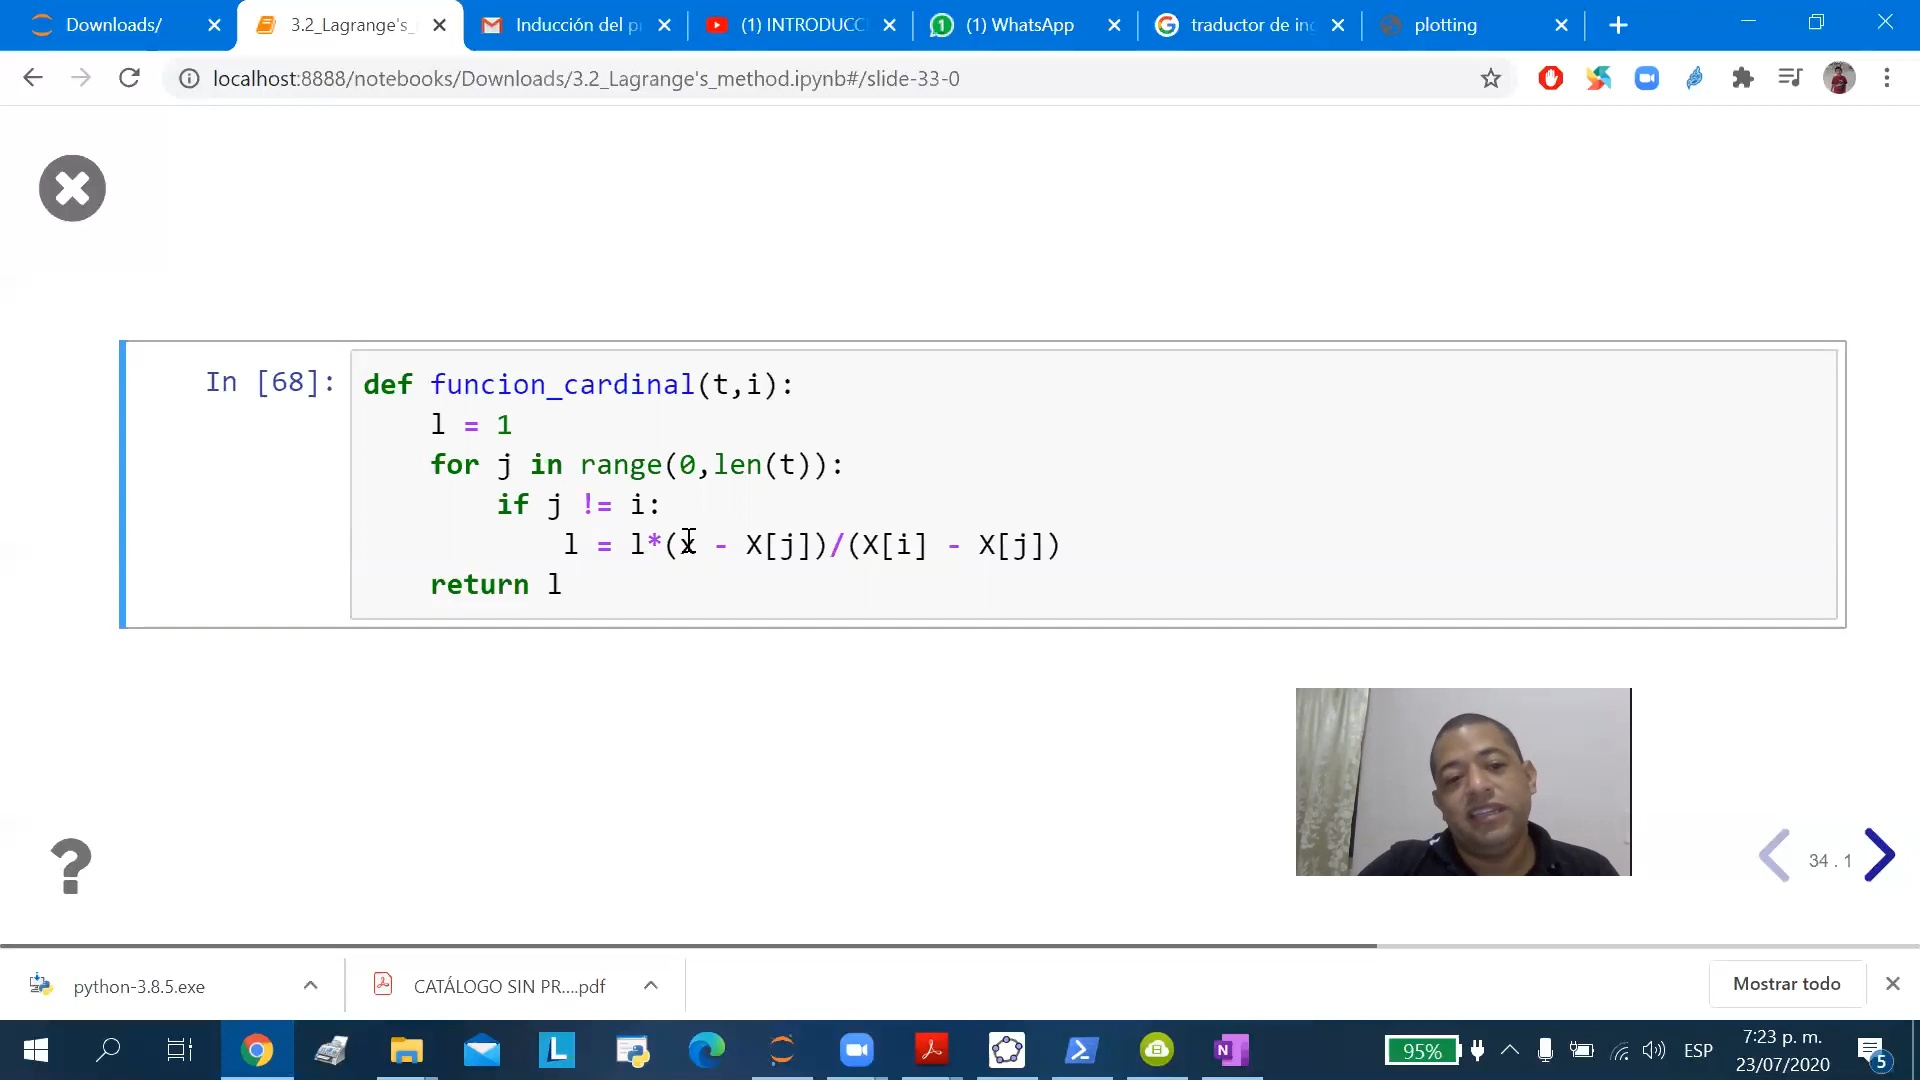 Downloads/
3.2_Lagrange's_
Inducción del p
(1) INTRODUCC
(1) WhatsApp
traductor de in
plotting
localhost:8888/notebooks/Downloads/3.2_Lagrange's_method.ipynb#/slide-33-0
In [68]:
def funcion_cardinal(t,i):
l = 1
for j in range(0,len(t)):
if j != i:
l = l*(x - X[j])/(X[i] - X[j])
return l
?
34 . 1
python-3.8.5.exe
CATÁLOGO SIN PR....pdf
Mostrar todo
L
N
95%
ESP
7:23 p. m.
23/07/2020
5